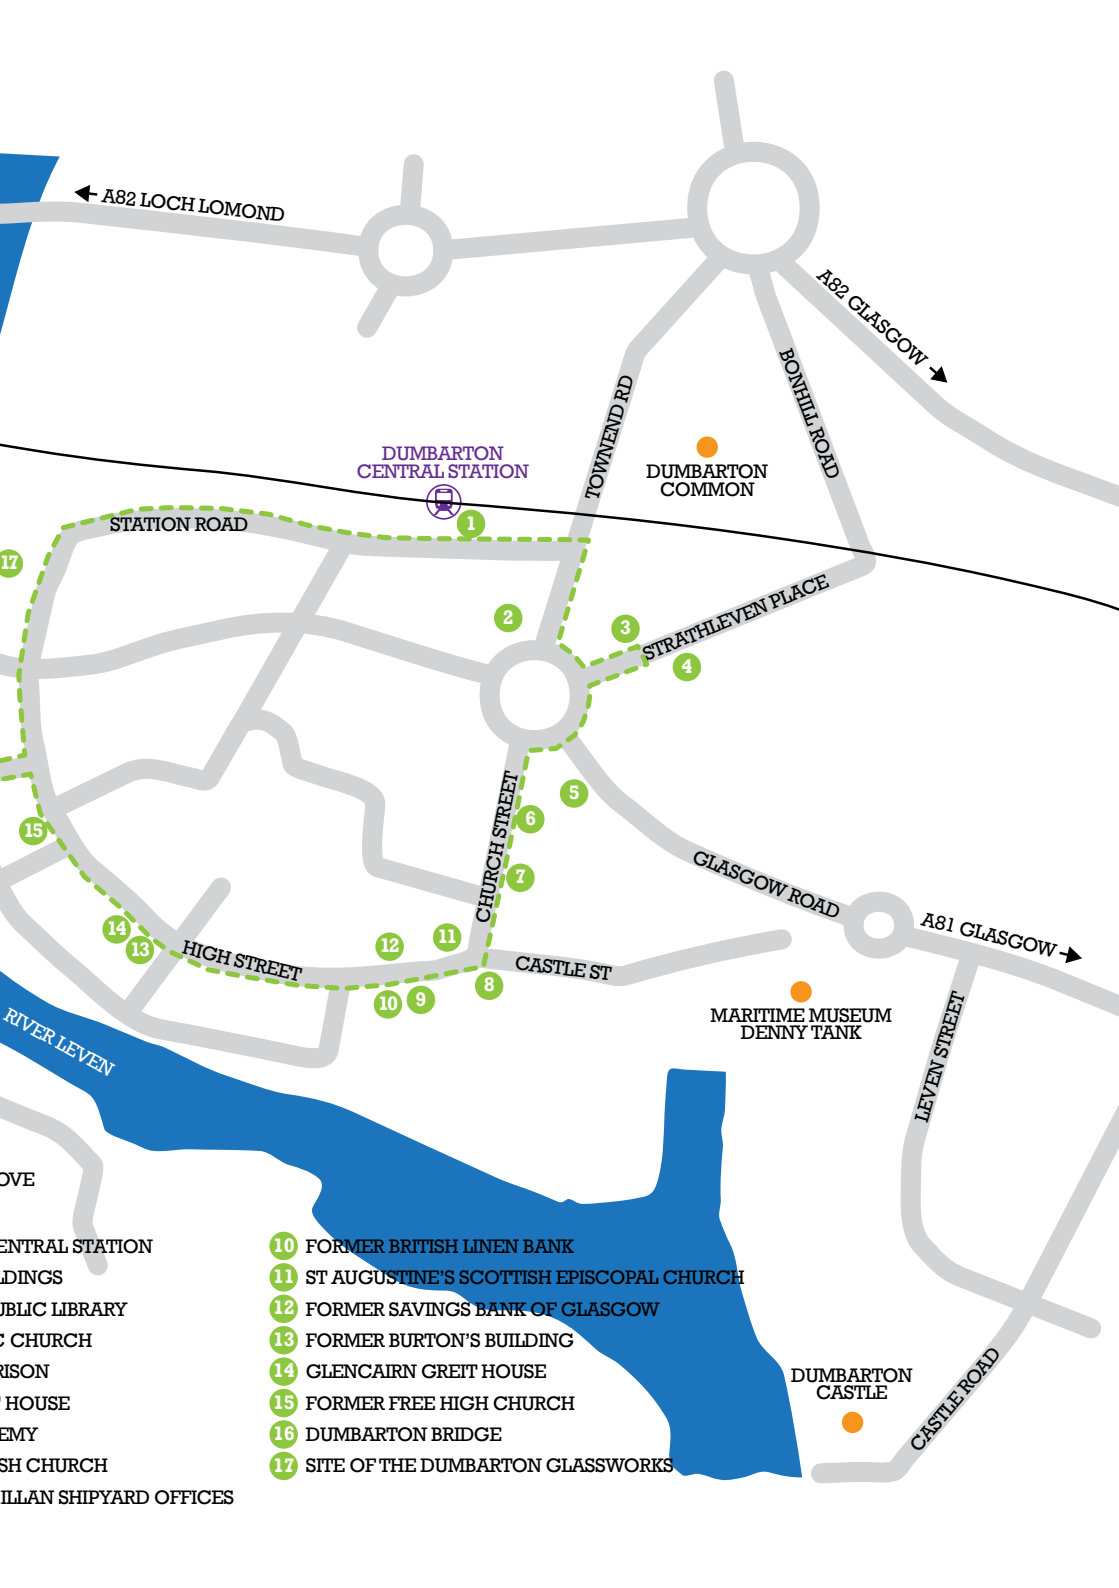 A82 LOCH LOMOND
A82 GLASGOW
BONHILL ROAD
TOWNEND RD
DUMBARTON
CENTRAL STATION
DUMBARTON
COMMON
1
STATION ROAD
17
2
3
STRATHLEVEN PLACE
4
5
6
CHURCH STREET
7
15
GLASGOW ROAD
A81 GLASGOW
14
13
12
11
HIGH STREET
CASTLE ST
8
10
9
MARITIME MUSEUM
DENNY TANK
LEVEN STREET
RIVER LEVEN
OVE
ENTRAL STATION
LDINGS
UBLIC LIBRARY
C CHURCH
RISON
HOUSE
EMY
SH CHURCH
ILLAN SHIPYARD OFFICES
10 FORMER BRITISH LINEN BANK
11 ST AUGUSTINE'S SCOTTISH EPISCOPAL CHURCH
12 FORMER SAVINGS BANK OF GLASGOW
13 FORMER BURTON'S BUILDING
14 GLENCAIRN GREIT HOUSE
15 FORMER FREE HIGH CHURCH
16 DUMBARTON BRIDGE
17 SITE OF THE DUMBARTON GLASSWORKS
DUMBARTON
CASTLE
CASTLE ROAD